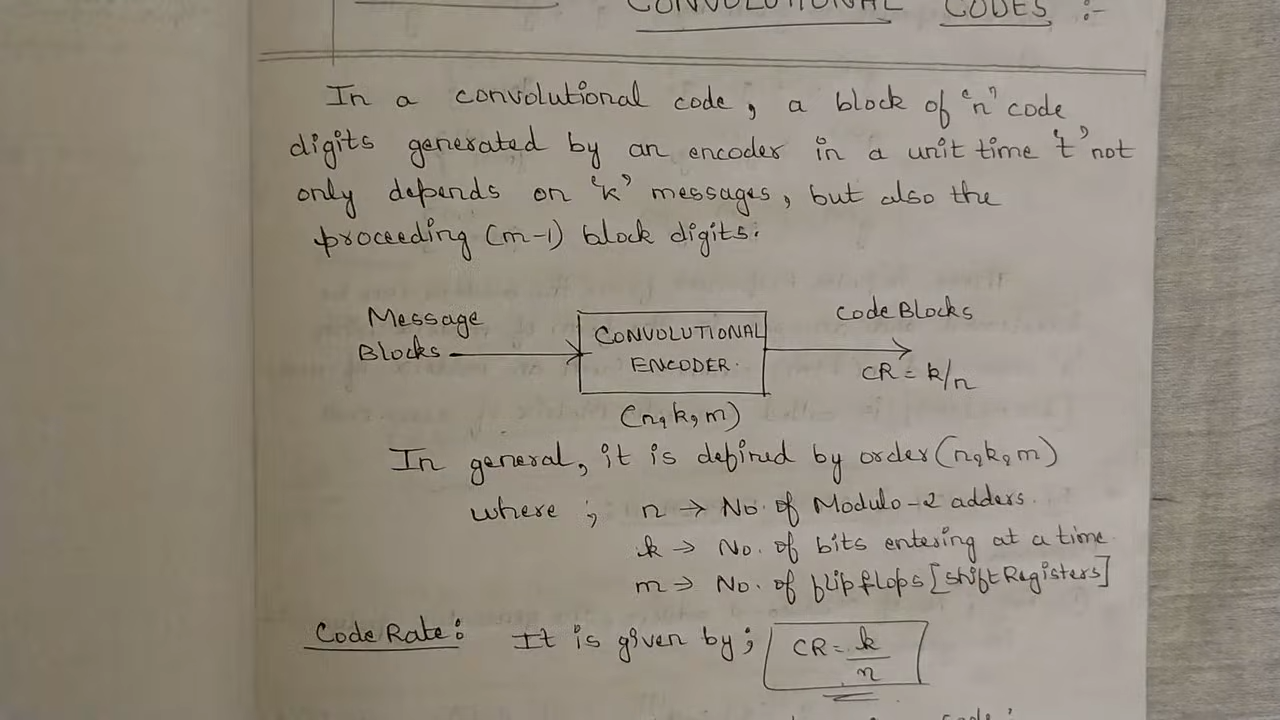 CONVOLUTIONAL CODES :-
In a convolutional code, a block of 'n' code
digits generated by an encoder in a unit time 't' not
only depends on 'k' messages, but also the
proceeding (m-1) block digits.
Message
Blocks
CONVOLUTIONAL
ENCODER.
(n,k,m)
Code Blocks
CR = k/n
In general, it is defined by order (n,k,m)
where ; n → No. of Modulo-2 adders.
k → No. of bits entering at a time.
m → No. of flipflops [Shift Registers]
Code Rate: It is given by; CR = k/n
code: